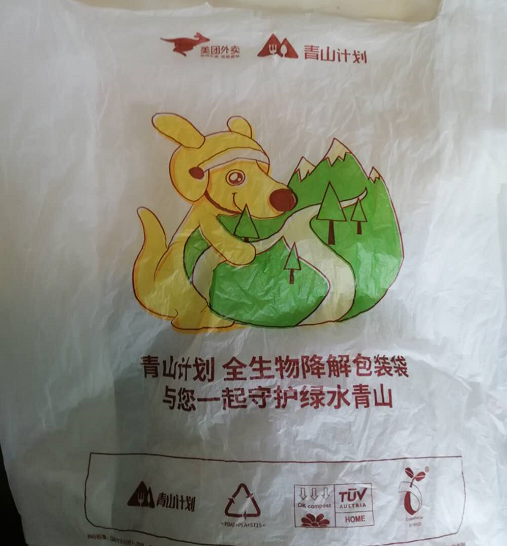 美团外卖 青山计划
青山计划 全生物降解包装袋
与您一起守护绿水青山
青山计划
OK compost
TÜV
AUSTRIA
HOME